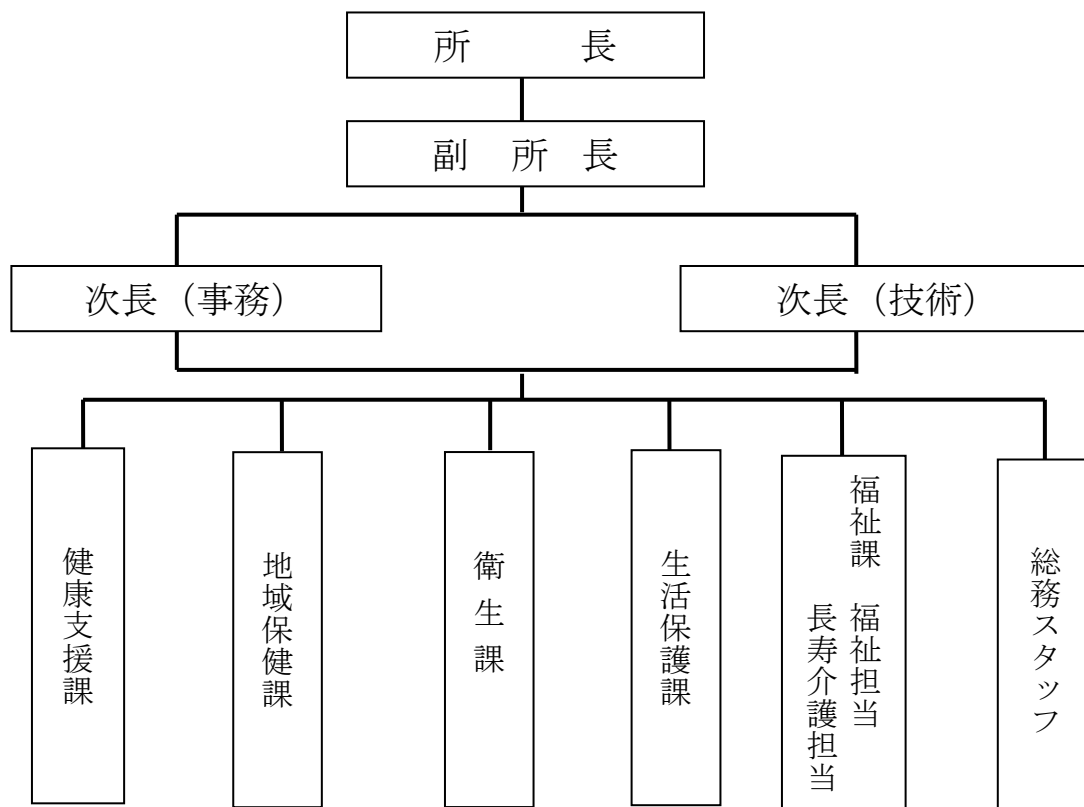 所　　長
副　所　長
次長（事務）
次長（技術）
健康支援課
地域保健課
衛生課
生活保護課
福祉課　福祉担当
長寿介護担当
総務スタッフ